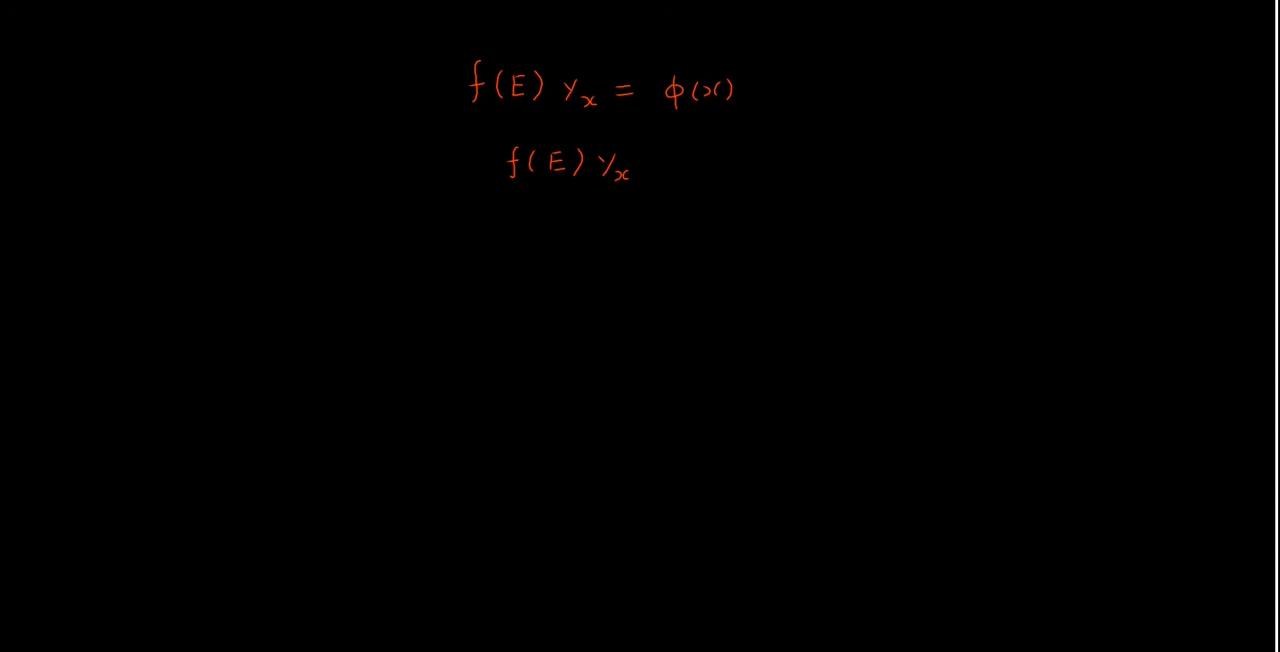 f(E) y_x = φ(x)
f(E) y_x